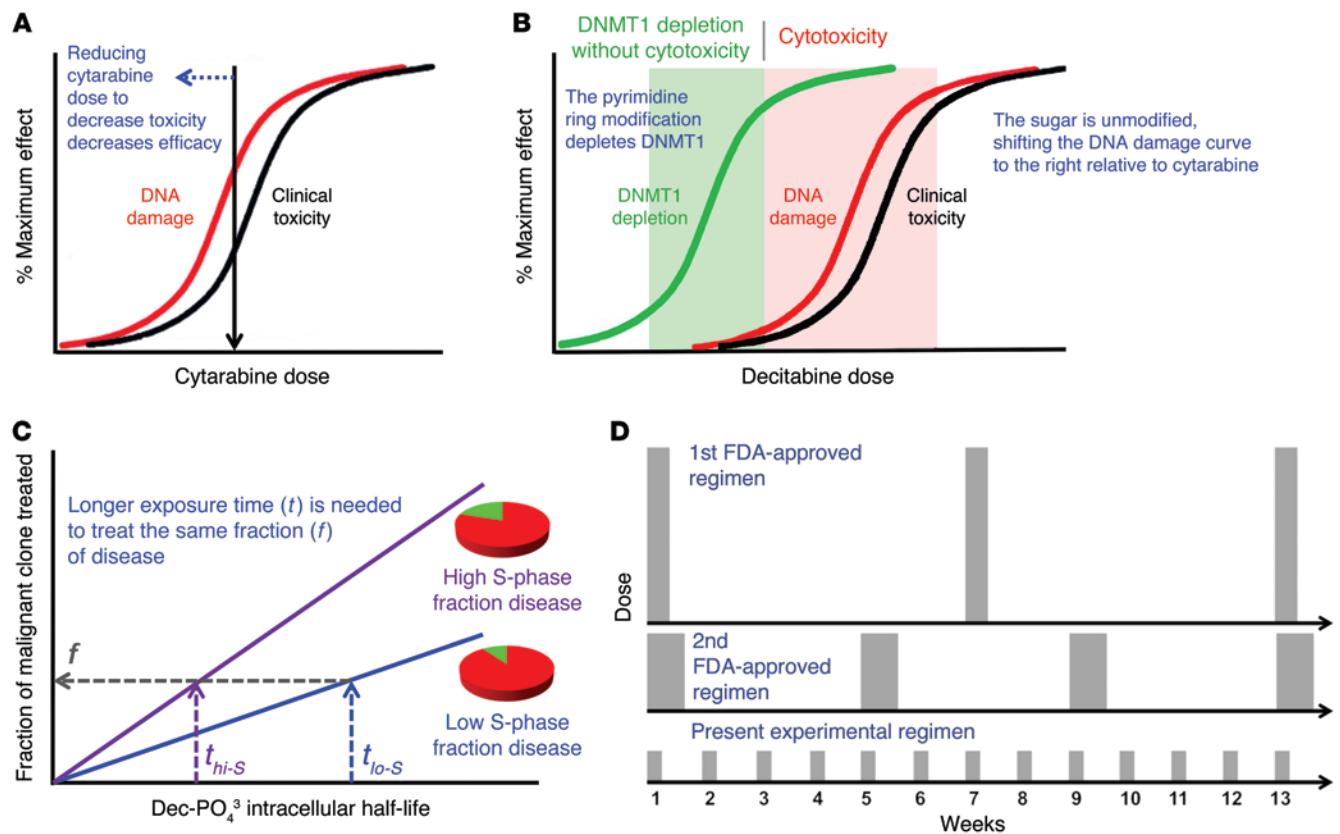 A
Reducing
cytarabine
dose to
decrease toxicity
decreases efficacy
DNA
damage
Clinical
toxicity
% Maximum effect
Cytarabine dose
B
DNMT1 depletion
without cytotoxicity
Cytotoxicity
The pyrimidine
ring modification
depletes DNMT1
The sugar is unmodified,
shifting the DNA damage curve
to the right relative to cytarabine
DNMT1
depletion
DNA
damage
Clinical
toxicity
% Maximum effect
Decitabine dose
C
Longer exposure time (t) is needed
to treat the same fraction (f)
of disease
High S-phase
fraction disease
f
Low S-phase
fraction disease
t hi-S
t lo-S
Fraction of malignant clone treated
Dec-PO₄³ intracellular half-life
D
1st FDA-approved
regimen
Dose
2nd
FDA-approved
regimen
Present experimental regimen
1 2 3 4 5 6 7 8 9 10 11 12 13
Weeks